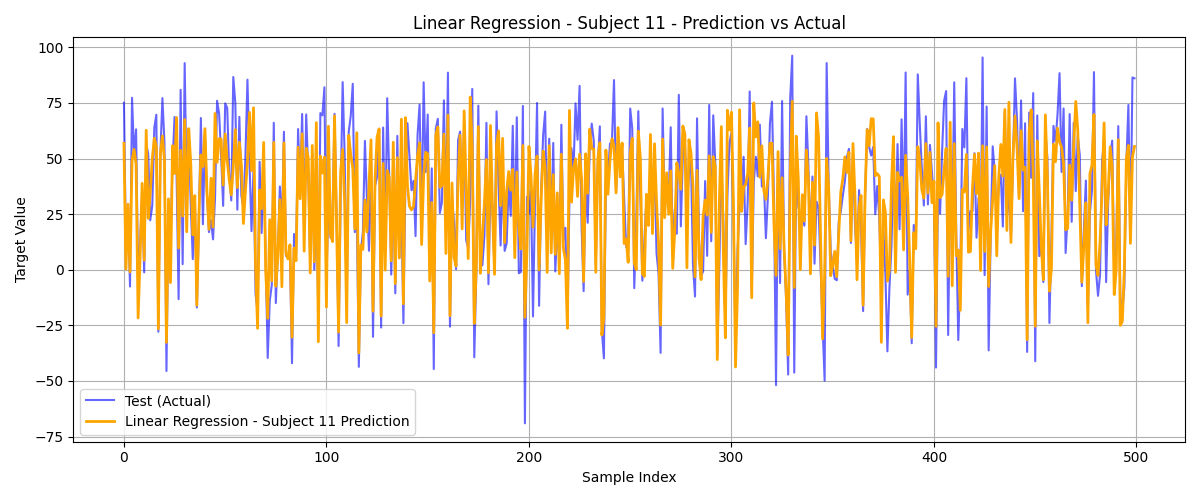 Linear Regression - Subject 11 - Prediction vs Actual
100
75
50
25
0
−25
−50
−75
Target Value
Test (Actual)
Linear Regression - Subject 11 Prediction
0 100 200 300 400 500
Sample Index